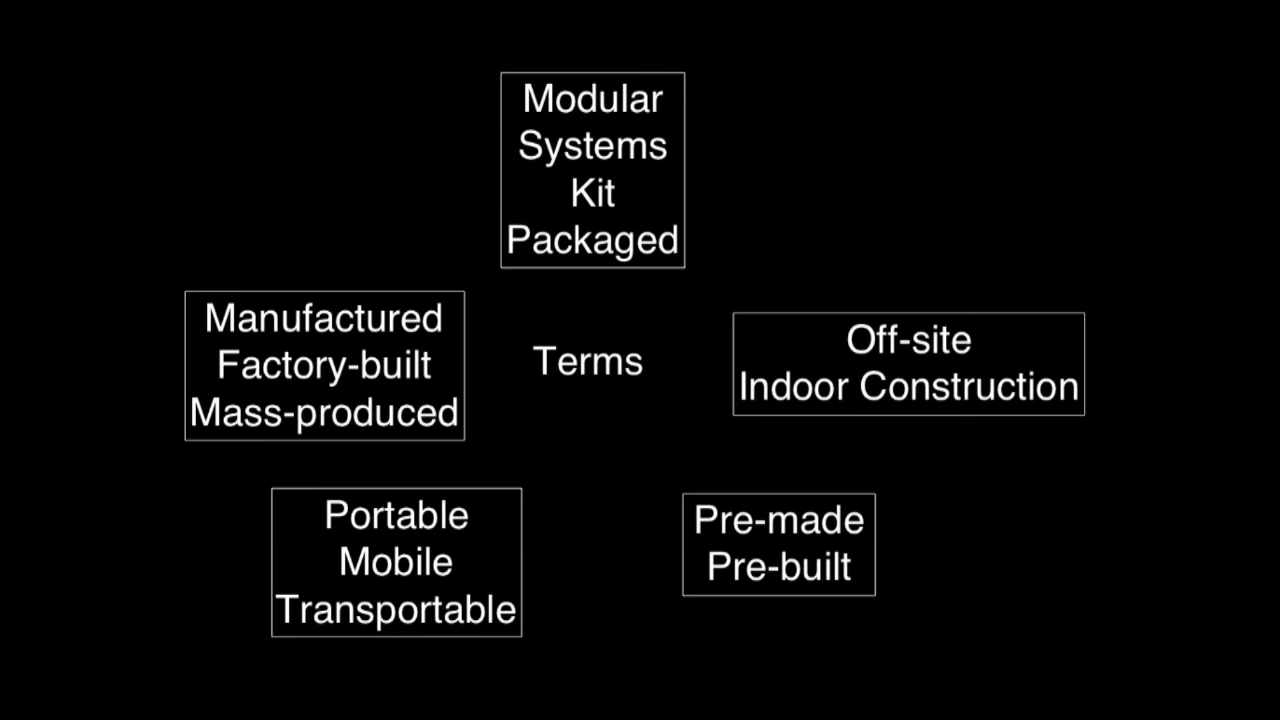 Modular
Systems
Kit
Packaged
Manufactured
Factory-built
Mass-produced
Terms
Off-site
Indoor Construction
Portable
Mobile
Transportable
Pre-made
Pre-built